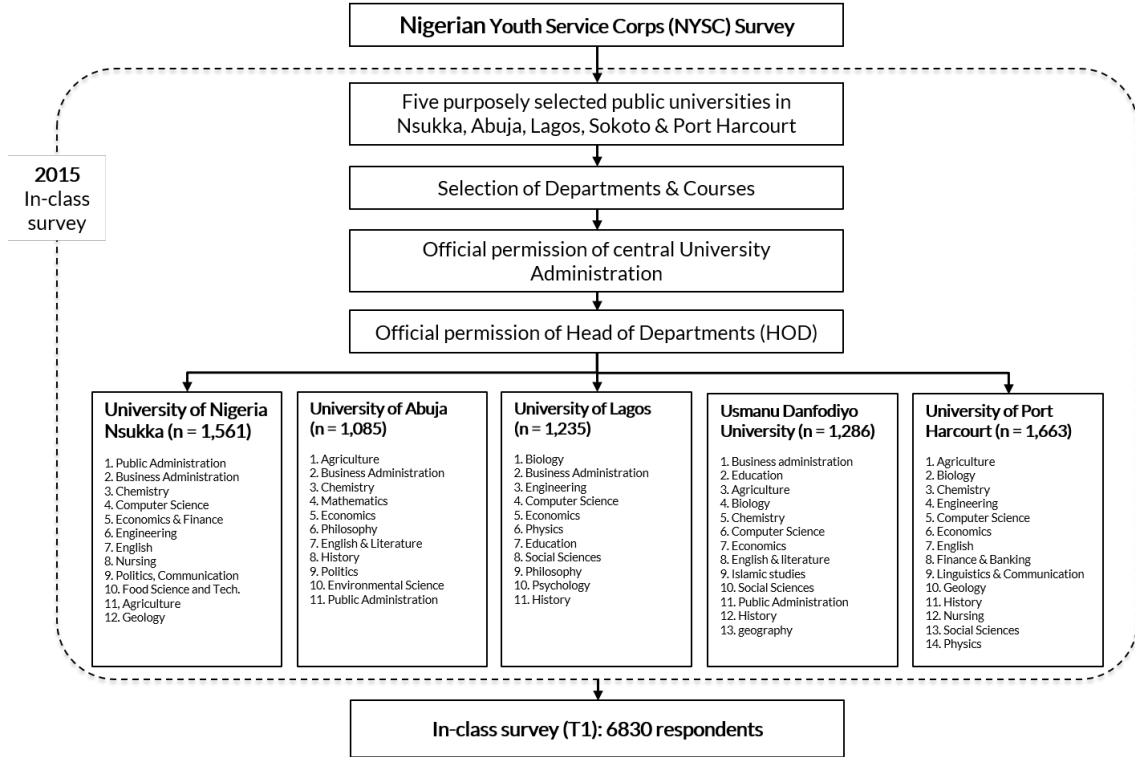 Nigerian Youth Service Corps (NYSC) Survey
Five purposely selected public universities in
Nsukka, Abuja, Lagos, Sokoto & Port Harcourt
2015
In-class
survey
Selection of Departments & Courses
Official permission of central University
Administration
Official permission of Head of Departments (HOD)
University of Nigeria
Nsukka (n = 1,561)
1. Public Administration
2. Business Administration
3. Chemistry
4. Computer Science
5. Economics & Finance
6. Engineering
7. English
8. Nursing
9. Politics, Communication
10. Food Science and Tech.
11, Agriculture
12. Geology
University of Abuja
(n = 1,085)
1. Agriculture
2. Business Administration
3. Chemistry
4. Mathematics
5. Economics
6. Philosophy
7. English & Literature
8. History
9. Politics
10. Environmental Science
11. Public Administration
University of Lagos
(n = 1,235)
1. Biology
2. Business Administration
3. Engineering
4. Computer Science
5. Economics
6. Physics
7. Education
8. Social Sciences
9. Philosophy
10. Psychology
11. History
Usmanu Danfodiyo
University (n = 1,286)
1. Business administration
2. Education
3. Agriculture
4. Biology
5. Chemistry
6. Computer Science
7. Economics
8. English & literature
9. Islamic studies
10. Social Sciences
11. Public Administration
12. History
13. geography
University of Port
Harcourt (n = 1,663)
1. Agriculture
2. Biology
3. Chemistry
4. Engineering
5. Computer Science
6. Economics
7. English
8. Finance & Banking
9. Linguistics & Communication
10. Geology
11. History
12. Nursing
13. Social Sciences
14. Physics
In-class survey (T1): 6830 respondents